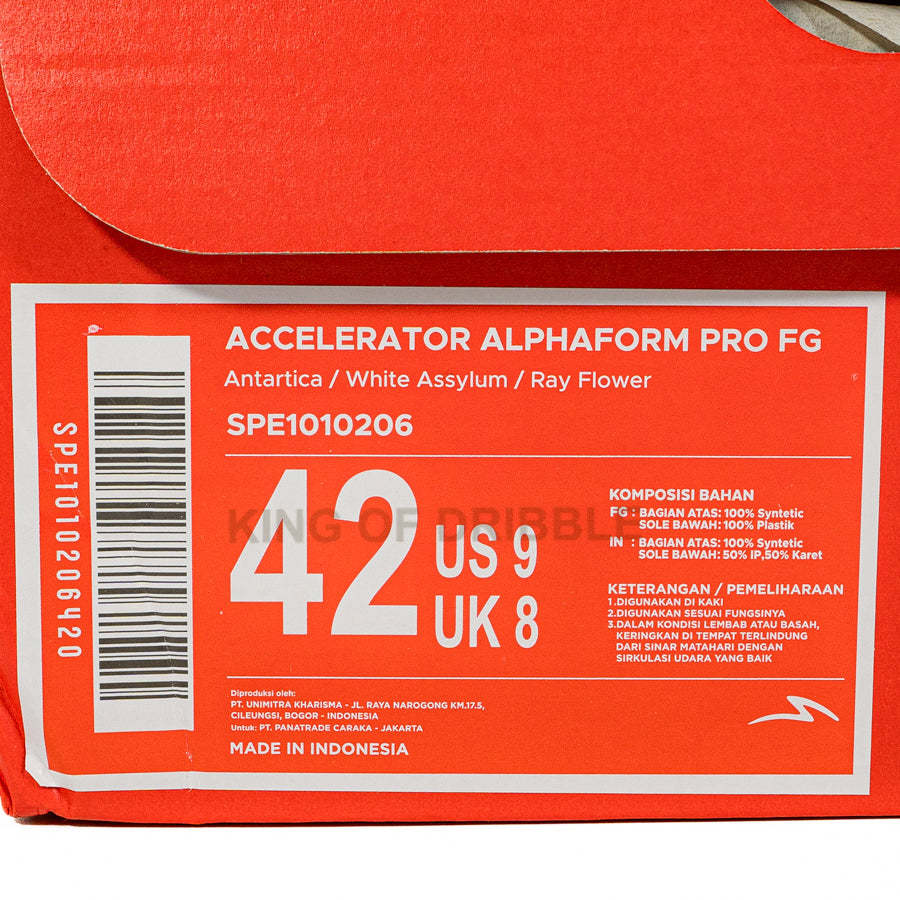 ACCELERATOR ALPHAFORM PRO FG
Antartica / White Assylum / Ray Flower
SPE1010206
SPE1010206420
42
US 9
UK 8
KING OF DRIBBLE
KOMPOSISI BAHAN
FG : BAGIAN ATAS: 100% Syntetic
SOLE BAWAH: 100% Plastik
IN : BAGIAN ATAS: 100% Syntetic
SOLE BAWAH: 50% IP,50% Karet
KETERANGAN / PEMELIHARAAN
1.DIGUNAKAN DI KAKI
2.DIGUNAKAN SESUAI FUNGSINYA
3.DALAM KONDISI LEMBAB ATAU BASAH,
KERINGKAN DI TEMPAT TERLINDUNG
DARI SINAR MATAHARI DENGAN
SIRKULASI UDARA YANG BAIK
Diproduksi oleh:
PT. UNIMITRA KHARISMA - JL. RAYA NAROGONG KM.17.5,
CILEUNGSI, BOGOR - INDONESIA
Untuk: PT. PANATRADE CARAKA - JAKARTA
MADE IN INDONESIA